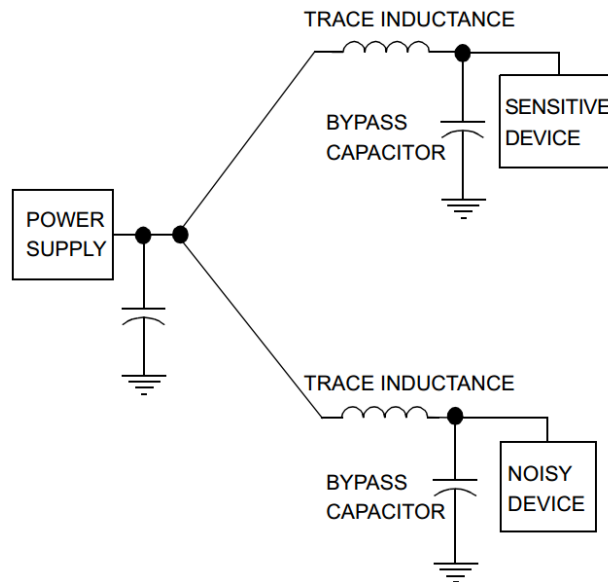 TRACE INDUCTANCE
BYPASS
CAPACITOR
SENSITIVE
DEVICE
POWER
SUPPLY
TRACE INDUCTANCE
BYPASS
CAPACITOR
NOISY
DEVICE